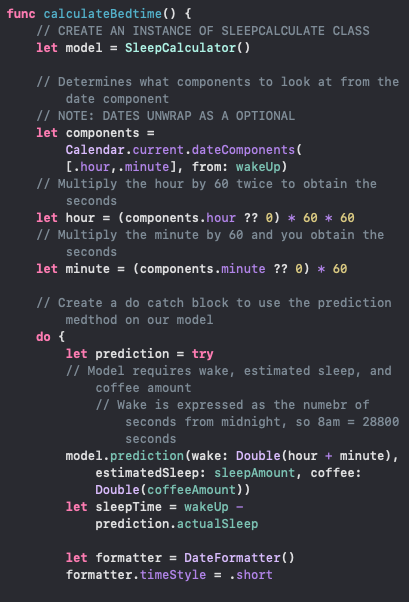 func calculateBedtime() {
// CREATE AN INSTANCE OF SLEEPCALCULATE CLASS
let model = SleepCalculator()
// Determines what components to look at from the
date component
// NOTE: DATES UNWRAP AS A OPTIONAL
let components =
Calendar.current.dateComponents(
[.hour,.minute], from: wakeUp)
// Multiply the hour by 60 twice to obtain the
seconds
let hour = (components.hour ?? 0) * 60 * 60
// Multiply the minute by 60 and you obtain the
seconds
let minute = (components.minute ?? 0) * 60
// Create a do catch block to use the prediction
medthod on our model
do {
let prediction = try
// Model requires wake, estimated sleep, and
coffee amount
// Wake is expressed as the numebr of
seconds from midnight, so 8am = 28800
seconds
model.prediction(wake: Double(hour + minute),
estimatedSleep: sleepAmount, coffee:
Double(coffeeAmount))
let sleepTime = wakeUp -
prediction.actualSleep
let formatter = DateFormatter()
formatter.timeStyle = .short